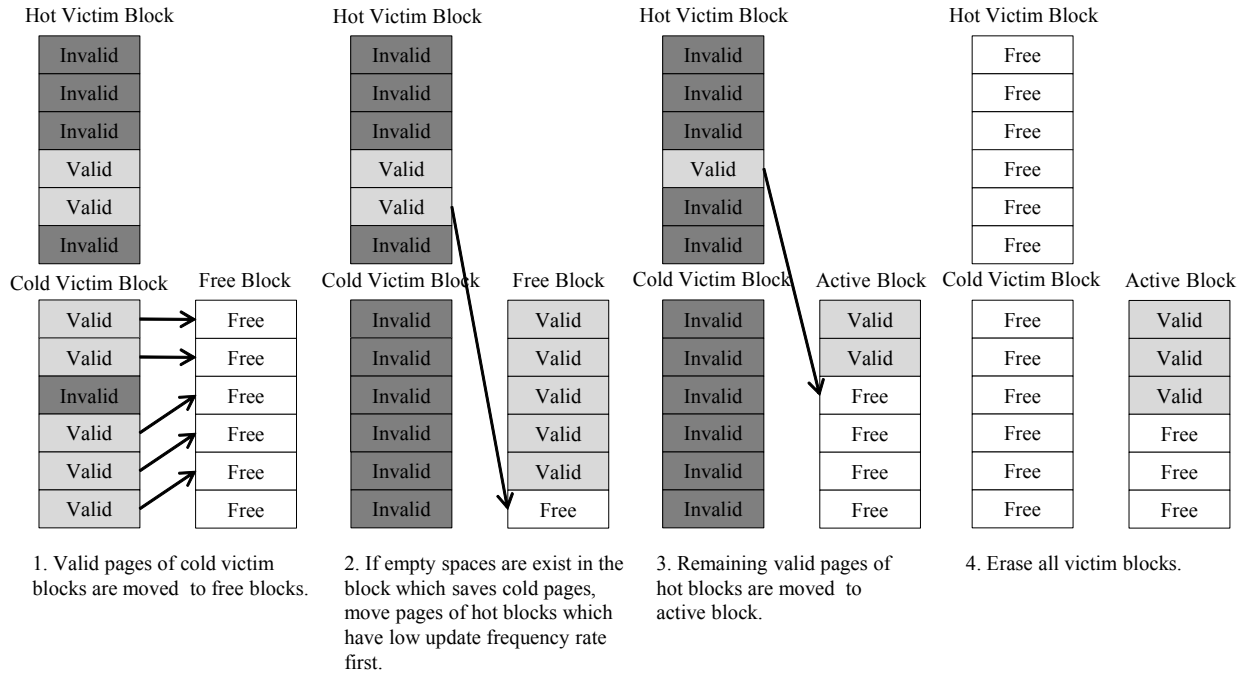 Hot Victim Block
Invalid
Invalid
Invalid
Valid
Valid
Invalid
Cold Victim Block
Valid
Valid
Invalid
Valid
Valid
Valid
Free Block
Free
Free
Free
Free
Free
Free
1. Valid pages of cold victim
blocks are moved to free blocks.
Hot Victim Block
Invalid
Invalid
Invalid
Valid
Valid
Invalid
Cold Victim Block
Invalid
Invalid
Invalid
Invalid
Invalid
Invalid
Free Block
Valid
Valid
Valid
Valid
Valid
Free
2. If empty spaces are exist in the
block which saves cold pages,
move pages of hot blocks which
have low update frequency rate
first.
Hot Victim Block
Invalid
Invalid
Invalid
Valid
Invalid
Invalid
Cold Victim Block
Invalid
Invalid
Invalid
Invalid
Invalid
Invalid
Active Block
Valid
Valid
Free
Free
Free
Free
3. Remaining valid pages of
hot blocks are moved to
active block.
Hot Victim Block
Free
Free
Free
Free
Free
Free
Cold Victim Block
Free
Free
Free
Free
Free
Free
Active Block
Valid
Valid
Valid
Free
Free
Free
4. Erase all victim blocks.